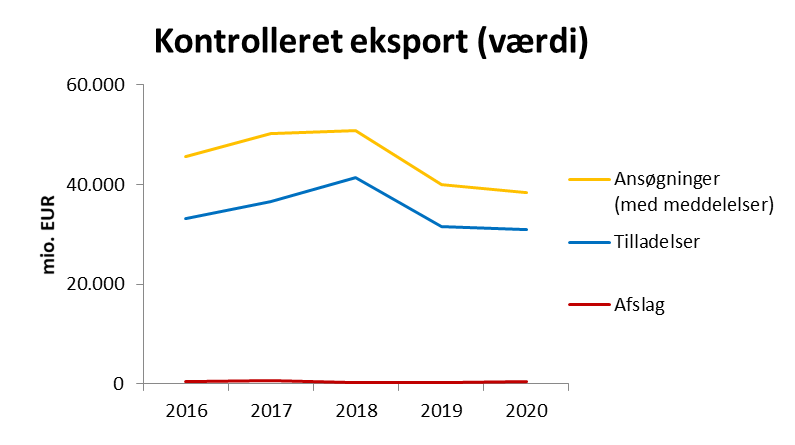 Kontrolleret eksport (værdi)
60.000
40.000
20.000
0
mio. EUR
2016 2017 2018 2019 2020
Ansøgninger
(med meddelelser)
Tilladelser
Afslag